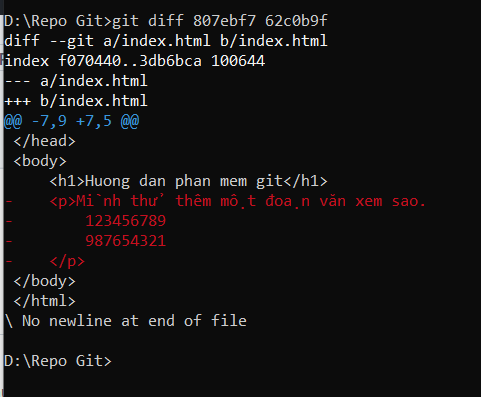 D:\Repo Git>git diff 807ebf7 62c0b9f
diff --git a/index.html b/index.html
index f070440..3db6bca 100644
--- a/index.html
+++ b/index.html
@@ -7,9 +7,5 @@
 </head>
 <body>
     <h1>Huong dan phan mem git</h1>
-    <p>Mình thử thêm một đoạn văn xem sao.
-        123456789
-        987654321
-    </p>
 </body>
 </html>
\ No newline at end of file
D:\Repo Git>